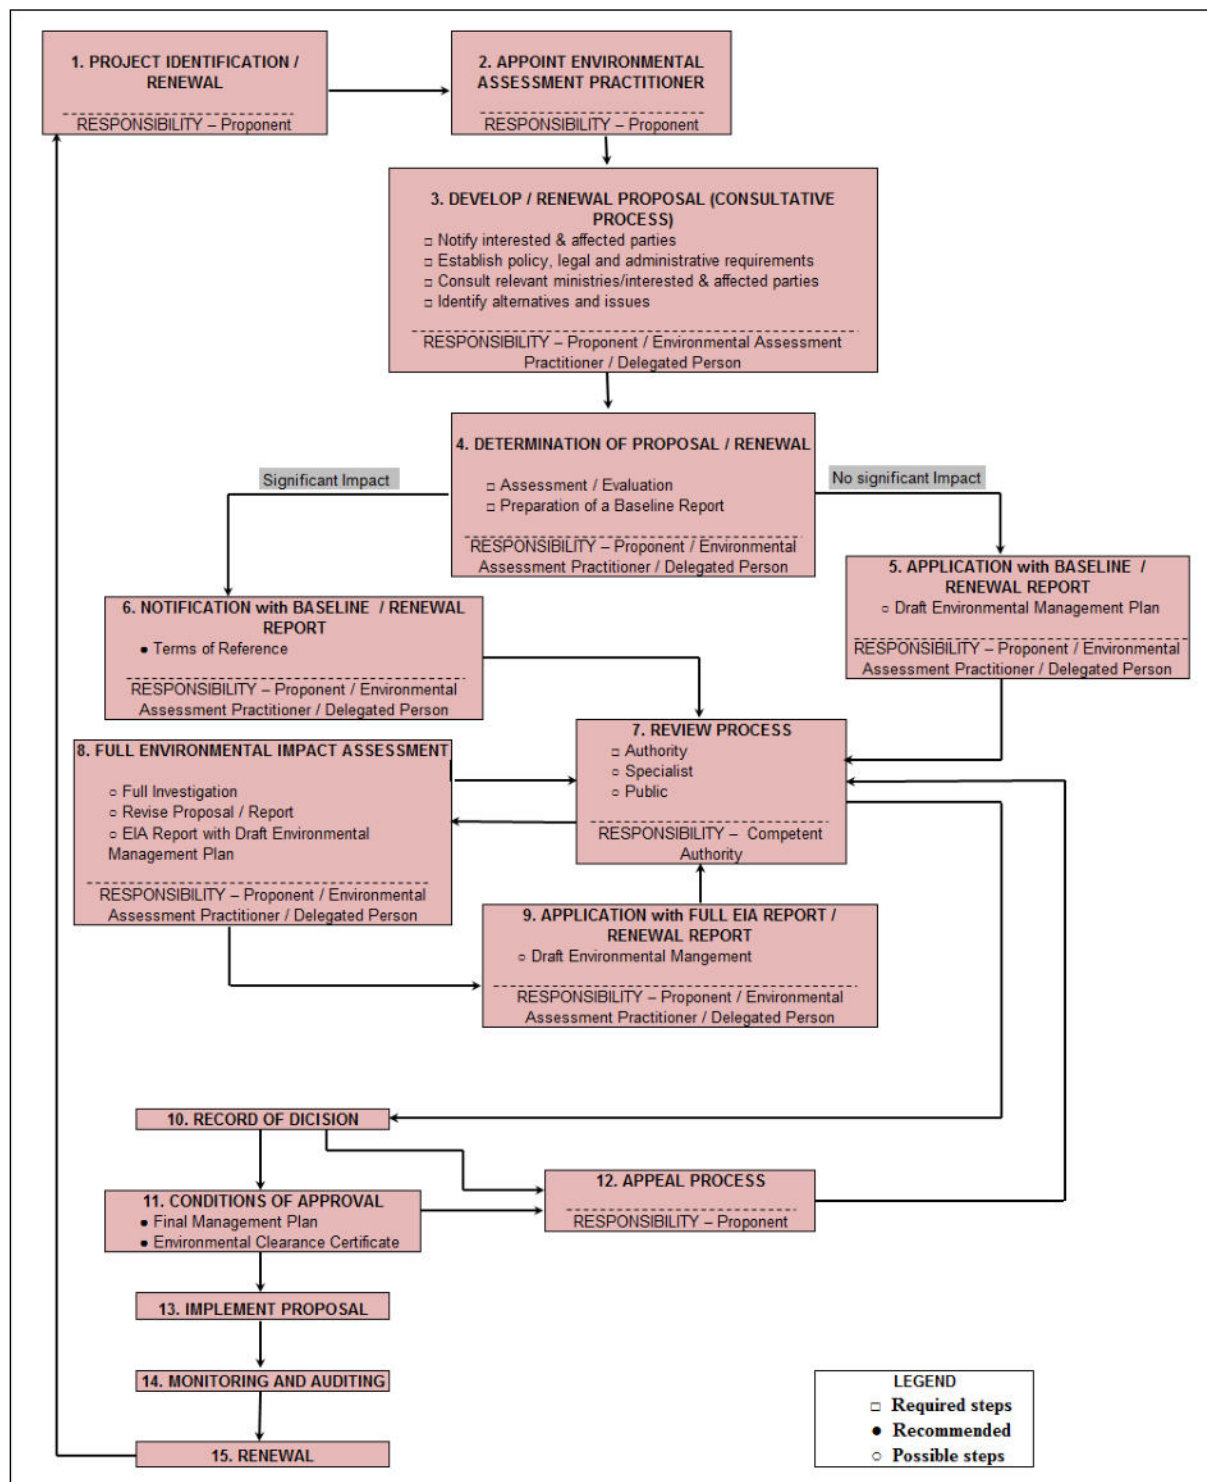 1. PROJECT IDENTIFICATION /
RENEWAL
RESPONSIBILITY – Proponent
2. APPOINT ENVIRONMENTAL
ASSESSMENT PRACTITIONER
RESPONSIBILITY – Proponent
3. DEVELOP / RENEWAL PROPOSAL (CONSULTATIVE
PROCESS)
□ Notify interested & affected parties
□ Establish policy, legal and administrative requirements
□ Consult relevant ministries/interested & affected parties
□ Identify alternatives and issues
RESPONSIBILITY – Proponent / Environmental Assessment
Practitioner / Delegated Person
4. DETERMINATION OF PROPOSAL / RENEWAL
□ Assessment / Evaluation
□ Preparation of a Baseline Report
RESPONSIBILITY – Proponent / Environmental
Assessment Practitioner / Delegated Person
Significant Impact
No significant Impact
5. APPLICATION with BASELINE /
RENEWAL REPORT
○ Draft Environmental Management Plan
RESPONSIBILITY – Proponent / Environmental
Assessment Practitioner / Delegated Person
6. NOTIFICATION with BASELINE / RENEWAL
REPORT
● Terms of Reference
RESPONSIBILITY – Proponent / Environmental
Assessment Practitioner / Delegated Person
7. REVIEW PROCESS
□ Authority
○ Specialist
○ Public
RESPONSIBILITY – Competent
Authority
8. FULL ENVIRONMENTAL IMPACT ASSESSMENT
○ Full Investigation
○ Revise Proposal / Report
○ EIA Report with Draft Environmental
Management Plan
RESPONSIBILITY – Proponent / Environmental
Assessment Practitioner / Delegated Person
9. APPLICATION with FULL EIA REPORT /
RENEWAL REPORT
○ Draft Environmental Mangement
RESPONSIBILITY – Proponent / Environmental
Assessment Practitioner / Delegated Person
10. RECORD OF DICISION
11. CONDITIONS OF APPROVAL
● Final Management Plan
● Environmental Clearance Certificate
12. APPEAL PROCESS
RESPONSIBILITY – Proponent
13. IMPLEMENT PROPOSAL
14. MONITORING AND AUDITING
15. RENEWAL
LEGEND
□ Required steps
● Recommended
○ Possible steps